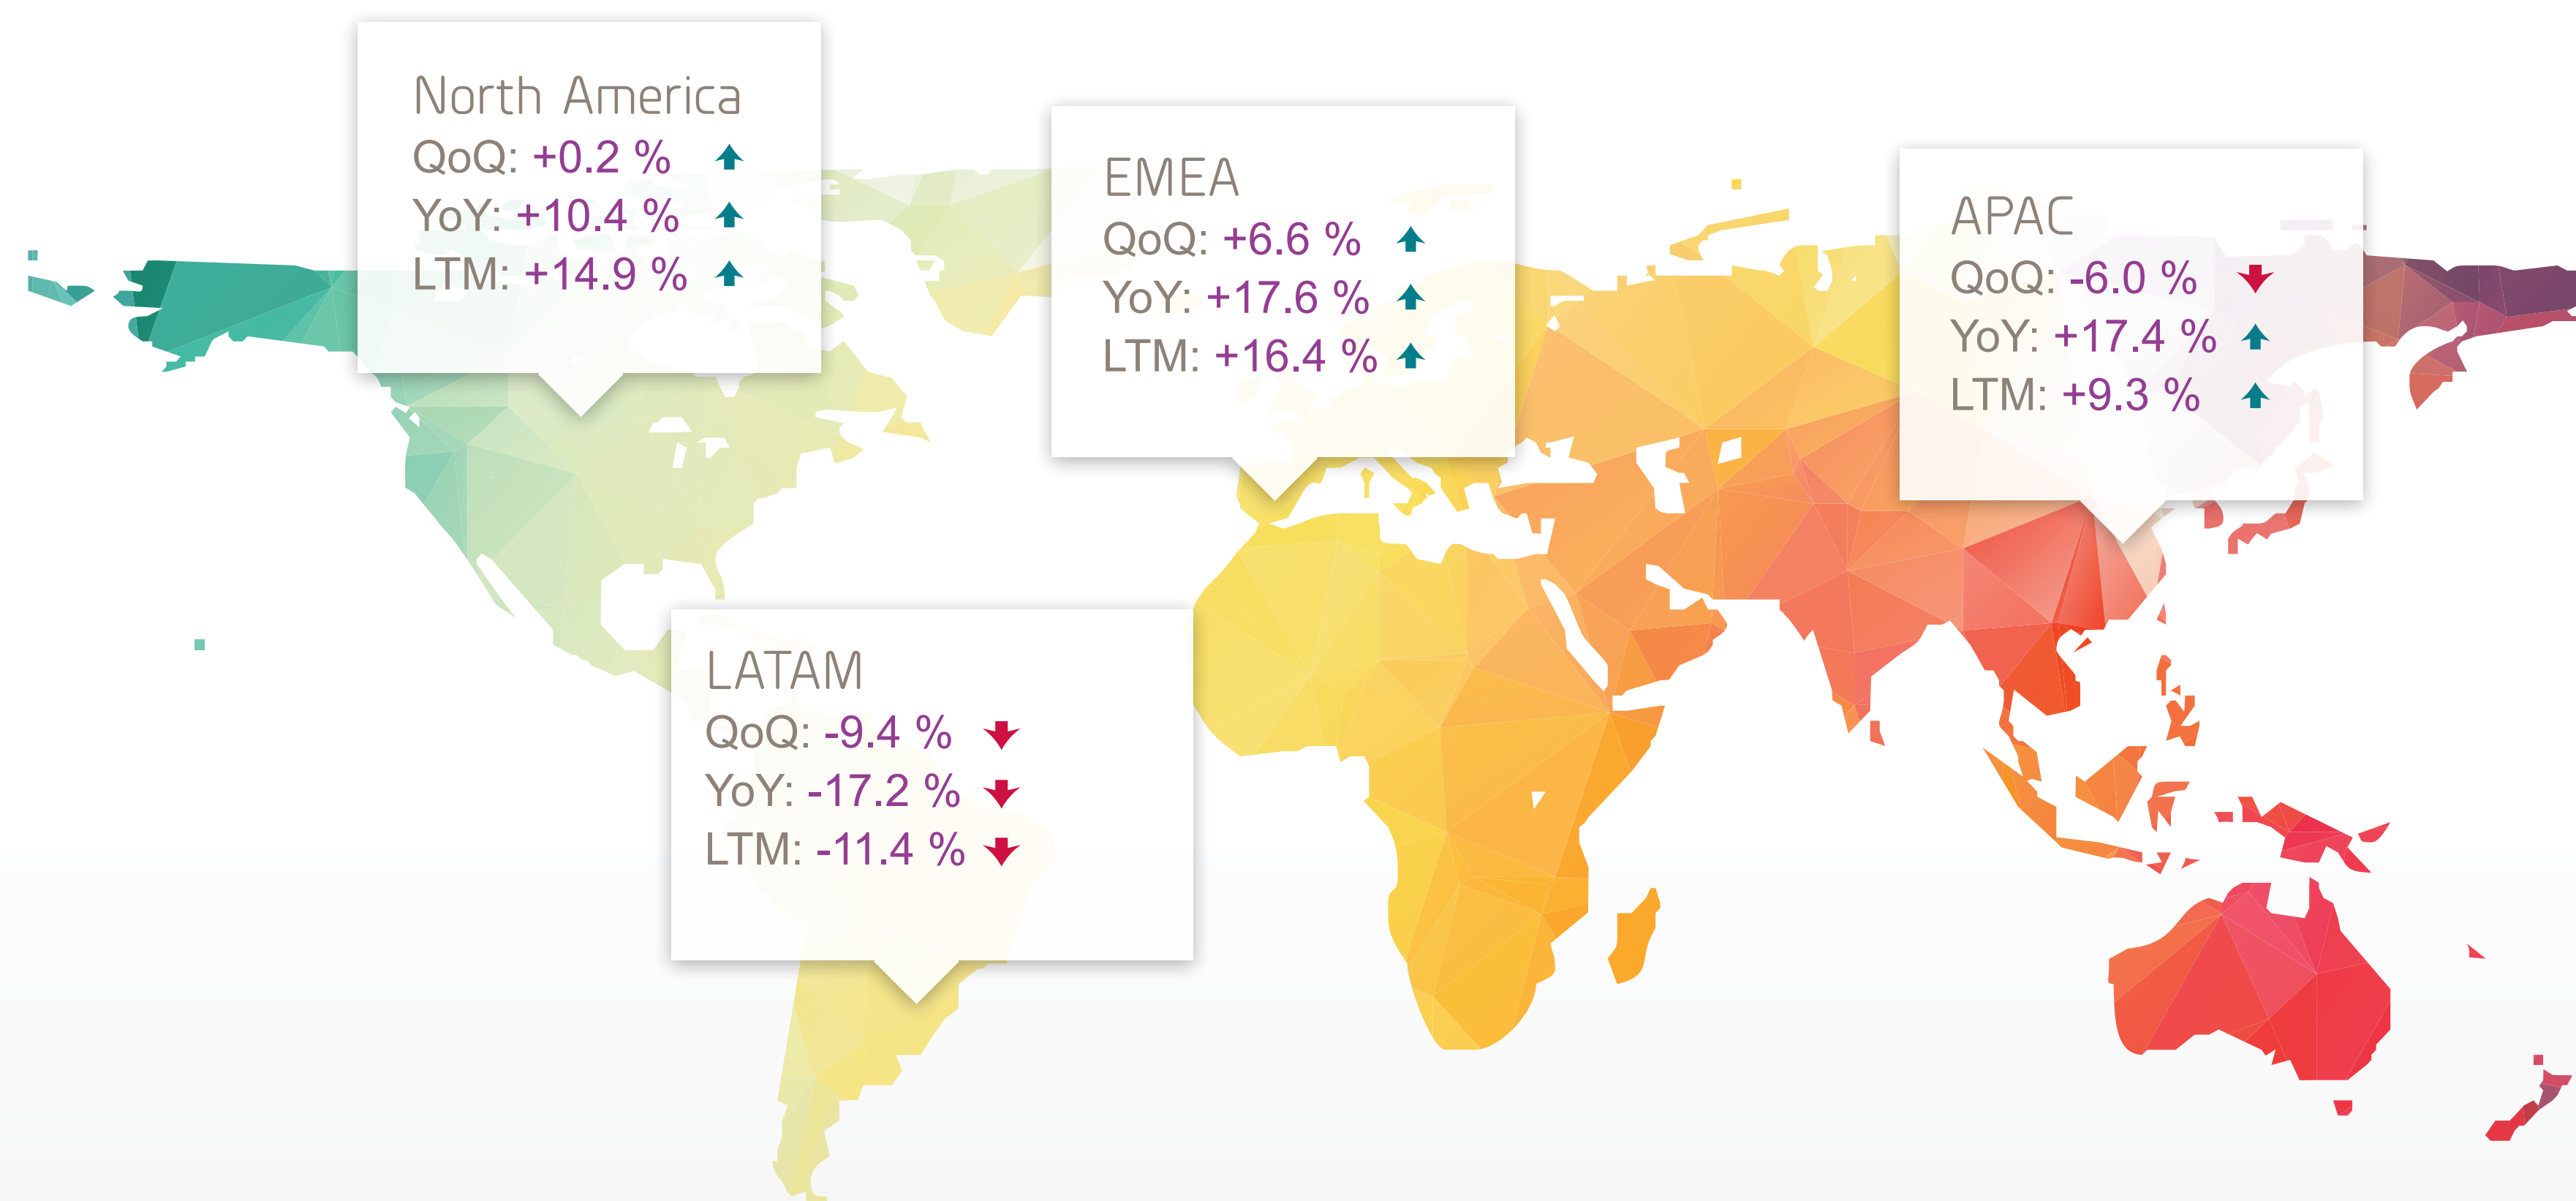 North America
QoQ: +0.2 %
YoY: +10.4 %
LTM: +14.9 %
EMEA
QoQ: +6.6 %
YoY: +17.6 %
LTM: +16.4 %
APAC
QoQ: -6.0 %
YoY: +17.4 %
LTM: +9.3 %
LATAM
QoQ: -9.4 %
YoY: -17.2 %
LTM: -11.4 %